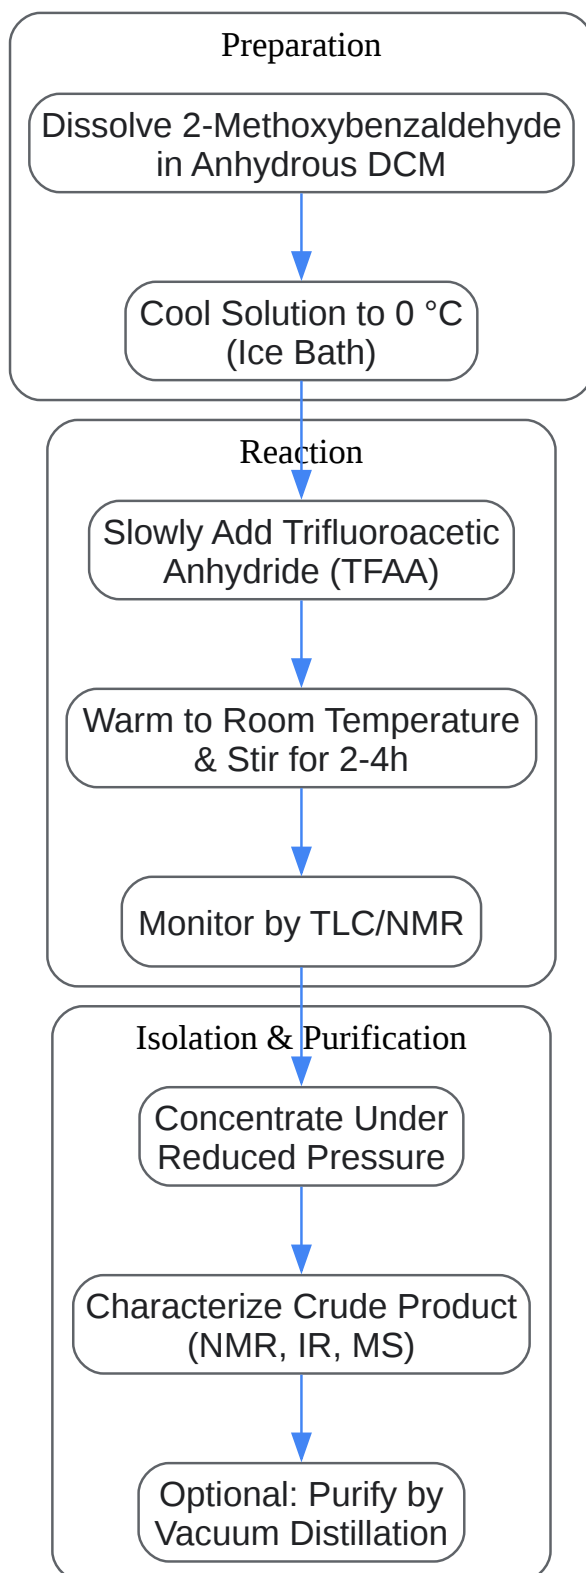 Preparation
Dissolve 2-Methoxybenzaldehyde
in Anhydrous DCM
Cool Solution to 0 °C
(Ice Bath)
Reaction
Slowly Add Trifluoroacetic
Anhydride (TFAA)
Warm to Room Temperature
& Stir for 2-4h
Monitor by TLC/NMR
Isolation & Purification
Concentrate Under
Reduced Pressure
Characterize Crude Product
(NMR, IR, MS)
Optional: Purify by
Vacuum Distillation